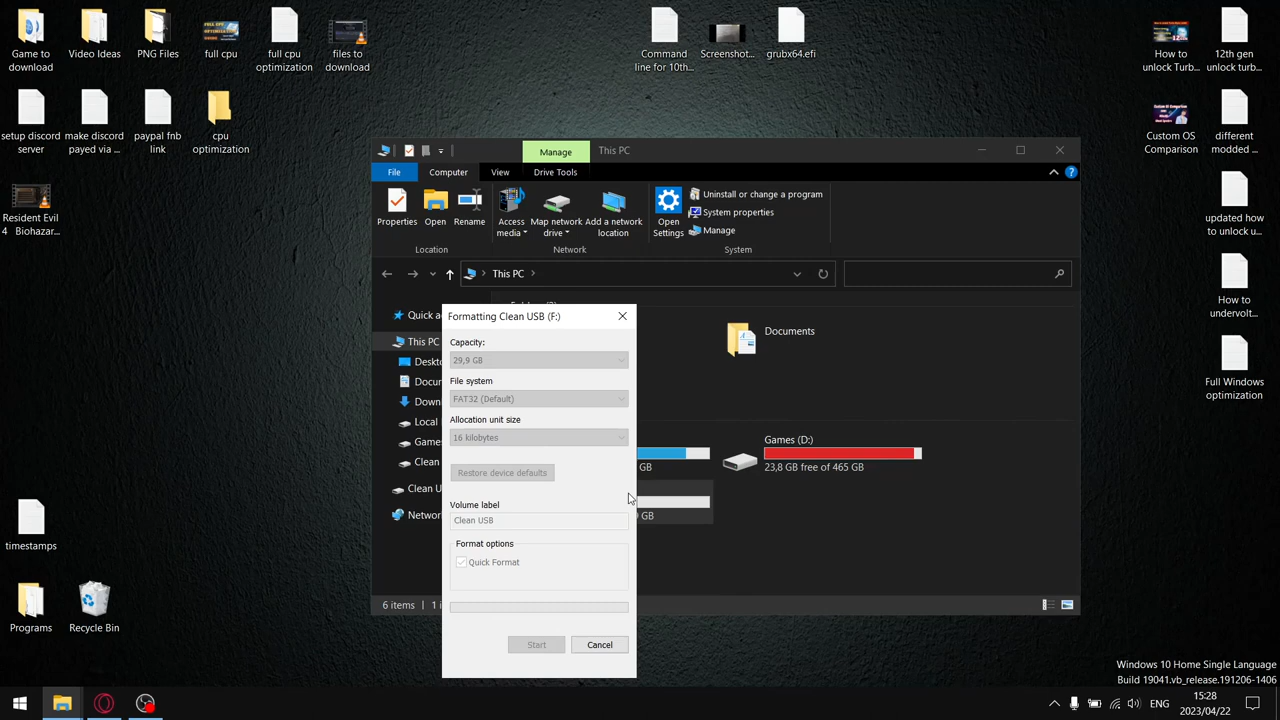 Game to
download
Video Ideas
PNG Files
full cpu
full cpu
optimization
files to
download
Command
line for 10th...
Screenshot...
grubx64.efi
How to
unlock Turb...
12th gen
unlock turb...
setup discord
server
make discord
payed via ...
paypal fnb
link
cpu
optimization
Custom OS
Comparison
different
modded ...
Resident Evil
4 Biohazar...
updated how
to unlock u...
How to
undervolt...
Full Windows
optimization
timestamps
Programs
Recycle Bin
Manage
This PC
File
Computer
View
Drive Tools
Properties
Open
Rename
Access
media
Map network
drive
Add a network
location
Open
Settings
Uninstall or change a program
System properties
Manage
Location
Network
System
This PC
Quick a
This PC
Deskto
Docu
Down
Local
Game
Clean
Clean U
Networ
Documents
GB
Games (D:)
23,8 GB free of 465 GB
GB
6 items
1 i
Formatting Clean USB (F:)
Capacity:
29,9 GB
File system
FAT32 (Default)
Allocation unit size
16 kilobytes
Restore device defaults
Volume label
Clean USB
Format options
Quick Format
Start
Cancel
Windows 10 Home Single Language
Build 19041.vb_release.191206-1406
ENG
15:28
2023/04/22